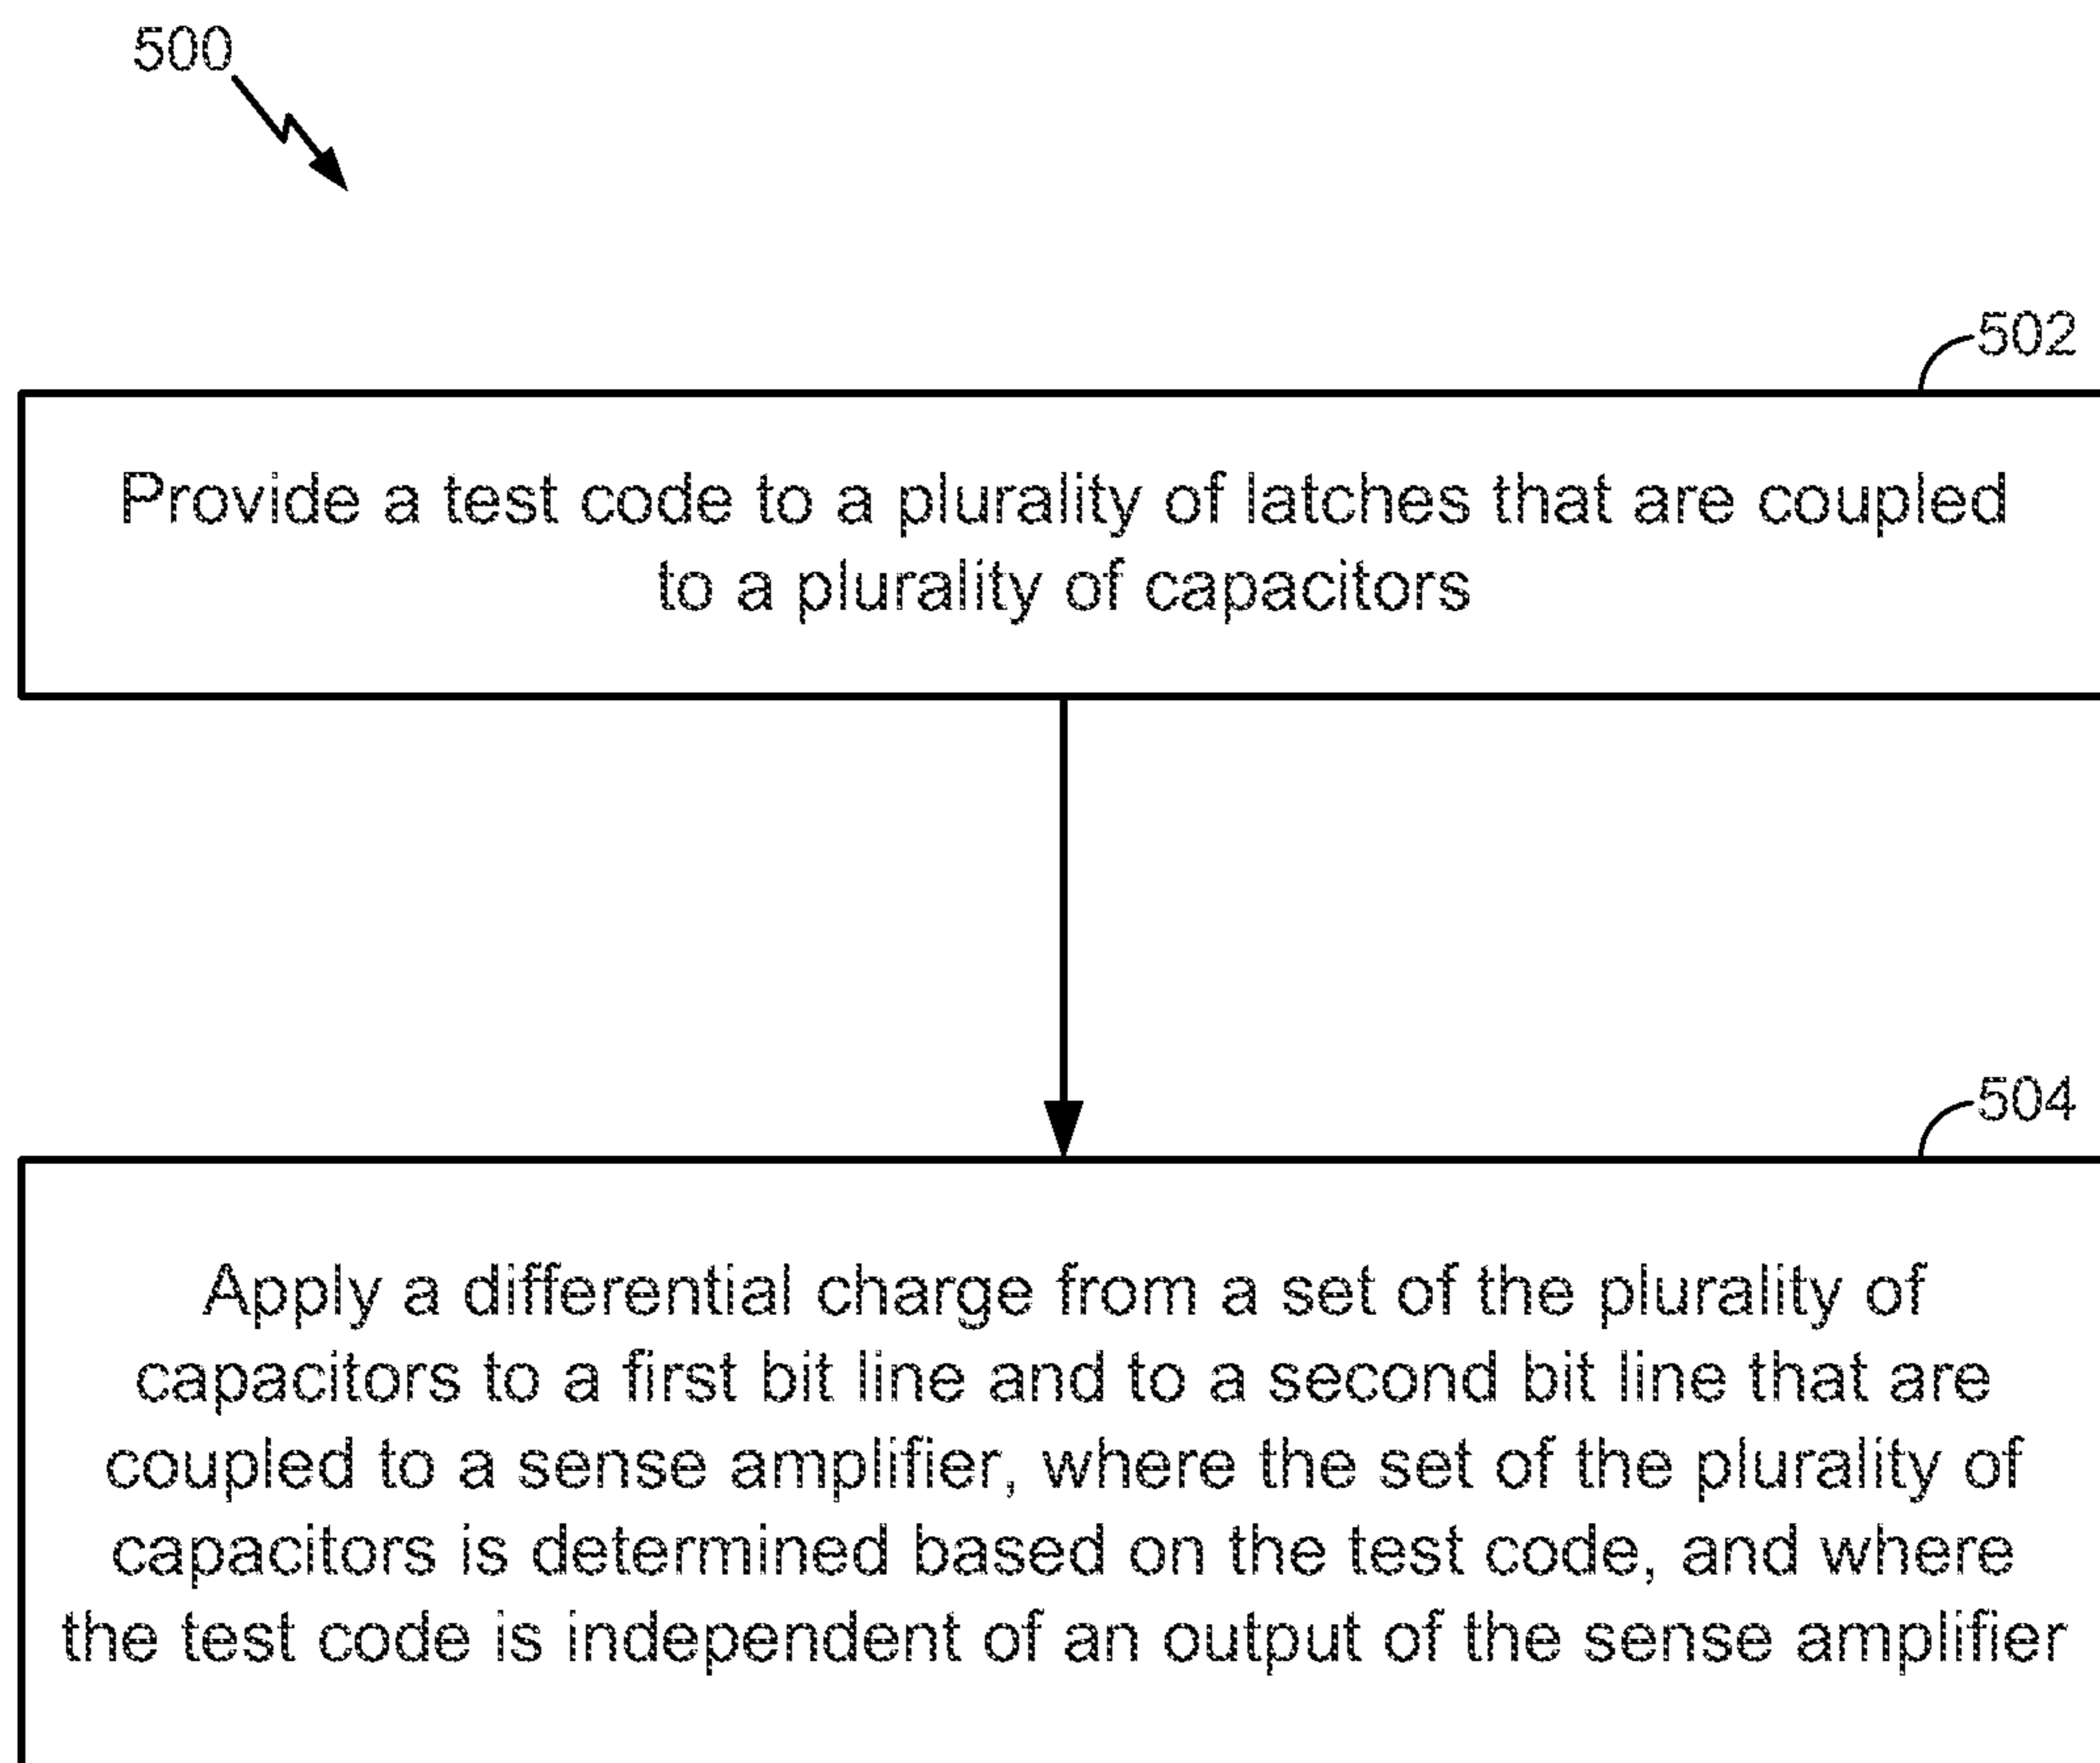 500
502
Provide a test code to a plurality of latches that are coupled
to a plurality of capacitors
504
Apply a differential charge from a set of the plurality of
capacitors to a first bit line and to a second bit line that are
coupled to a sense amplifier, where the set of the plurality of
capacitors is determined based on the test code, and where
the test code is independent of an output of the sense amplifier